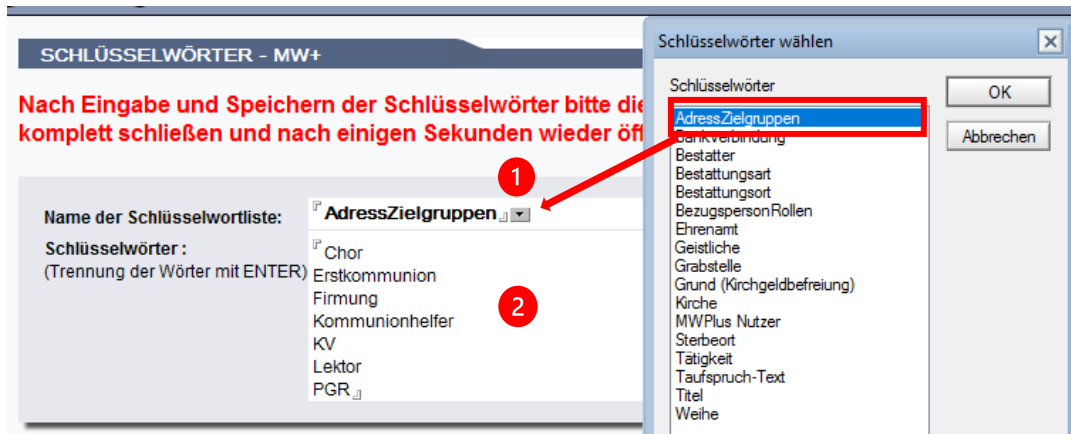 SCHLÜSSELWÖRTER - MW+
Nach Eingabe und Speichern der Schlüsselwörter bitte die
komplett schließen und nach einigen Sekunden wieder öf
1
Name der Schlüsselwortliste:
AdressZielgruppen
Schlüsselwörter :
(Trennung der Wörter mit ENTER)
Chor
Erstkommunion
Firmung
Kommunionhelfer
KV
Lektor
PGR
2
Schlüsselwörter wählen
Schlüsselwörter
OK
Abbrechen
AdressZielgruppen
Bankverbindung
Bestatter
Bestattungsart
Bestattungsort
BezugspersonRollen
Ehrenamt
Geistliche
Grabstelle
Grund (Kirchgeldbefreiung)
Kirche
MWPlus Nutzer
Sterbeort
Tätigkeit
Taufspruch-Text
Titel
Weihe